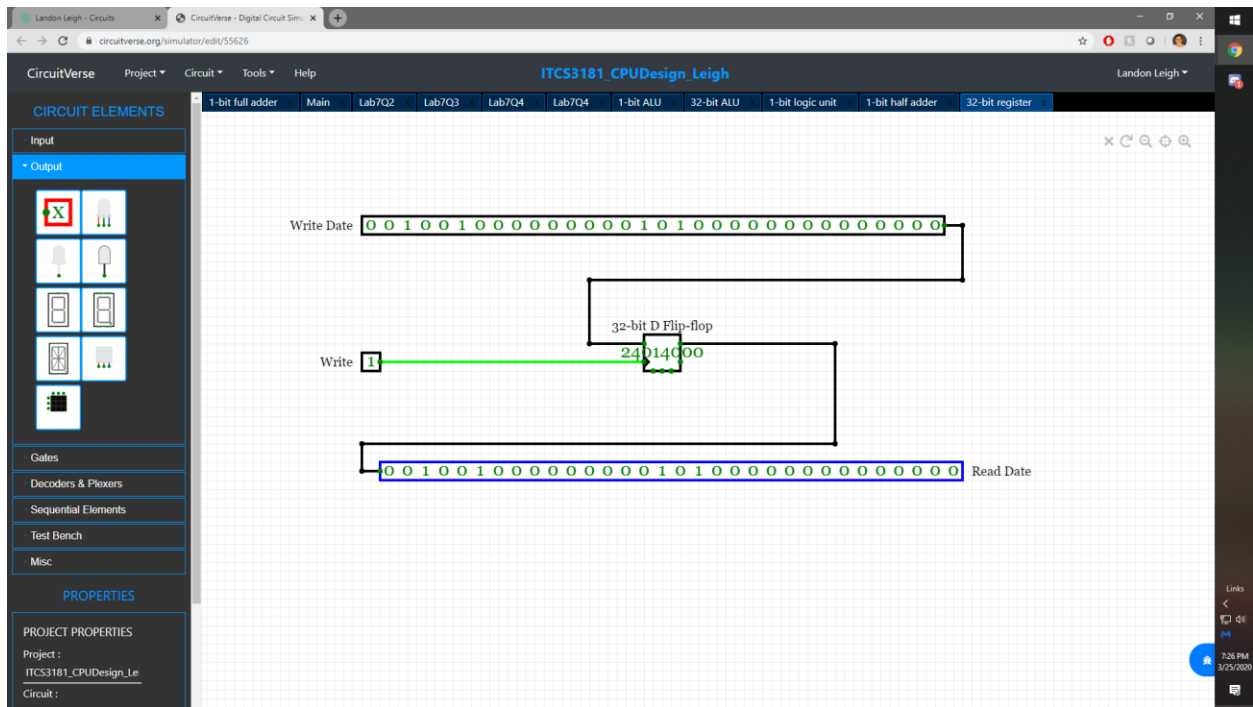 Landon Leigh - Circuits
CircuitVerse - Digital Circuit Simu
circuitverse.org/simulator/edit/55626
CircuitVerse Project Circuit Tools Help ITCS3181_CPUDesign_Leigh Landon Leigh
1-bit full adder x Main x Lab7Q2 x Lab7Q3 x Lab7Q4 x Lab7Q4 x 1-bit ALU x 32-bit ALU x 1-bit logic unit x 1-bit half adder x 32-bit register x
CIRCUIT ELEMENTS
Input
Output
X
Gates
Decoders & Plexers
Sequential Elements
Test Bench
Misc
PROPERTIES
PROJECT PROPERTIES
Project :
ITCS3181_CPUDesign_Le
Circuit :
Write Date 0 0 1 0 0 1 0 0 0 0 0 0 0 0 0 1 0 1 0 0 0 0 0 0 0 0 0 0 0 0 0 0
32-bit D Flip-flop
24014000
Write 1
0 0 1 0 0 1 0 0 0 0 0 0 0 0 0 1 0 1 0 0 0 0 0 0 0 0 0 0 0 0 0 0 Read Date
Links
7:26 PM
3/25/2020